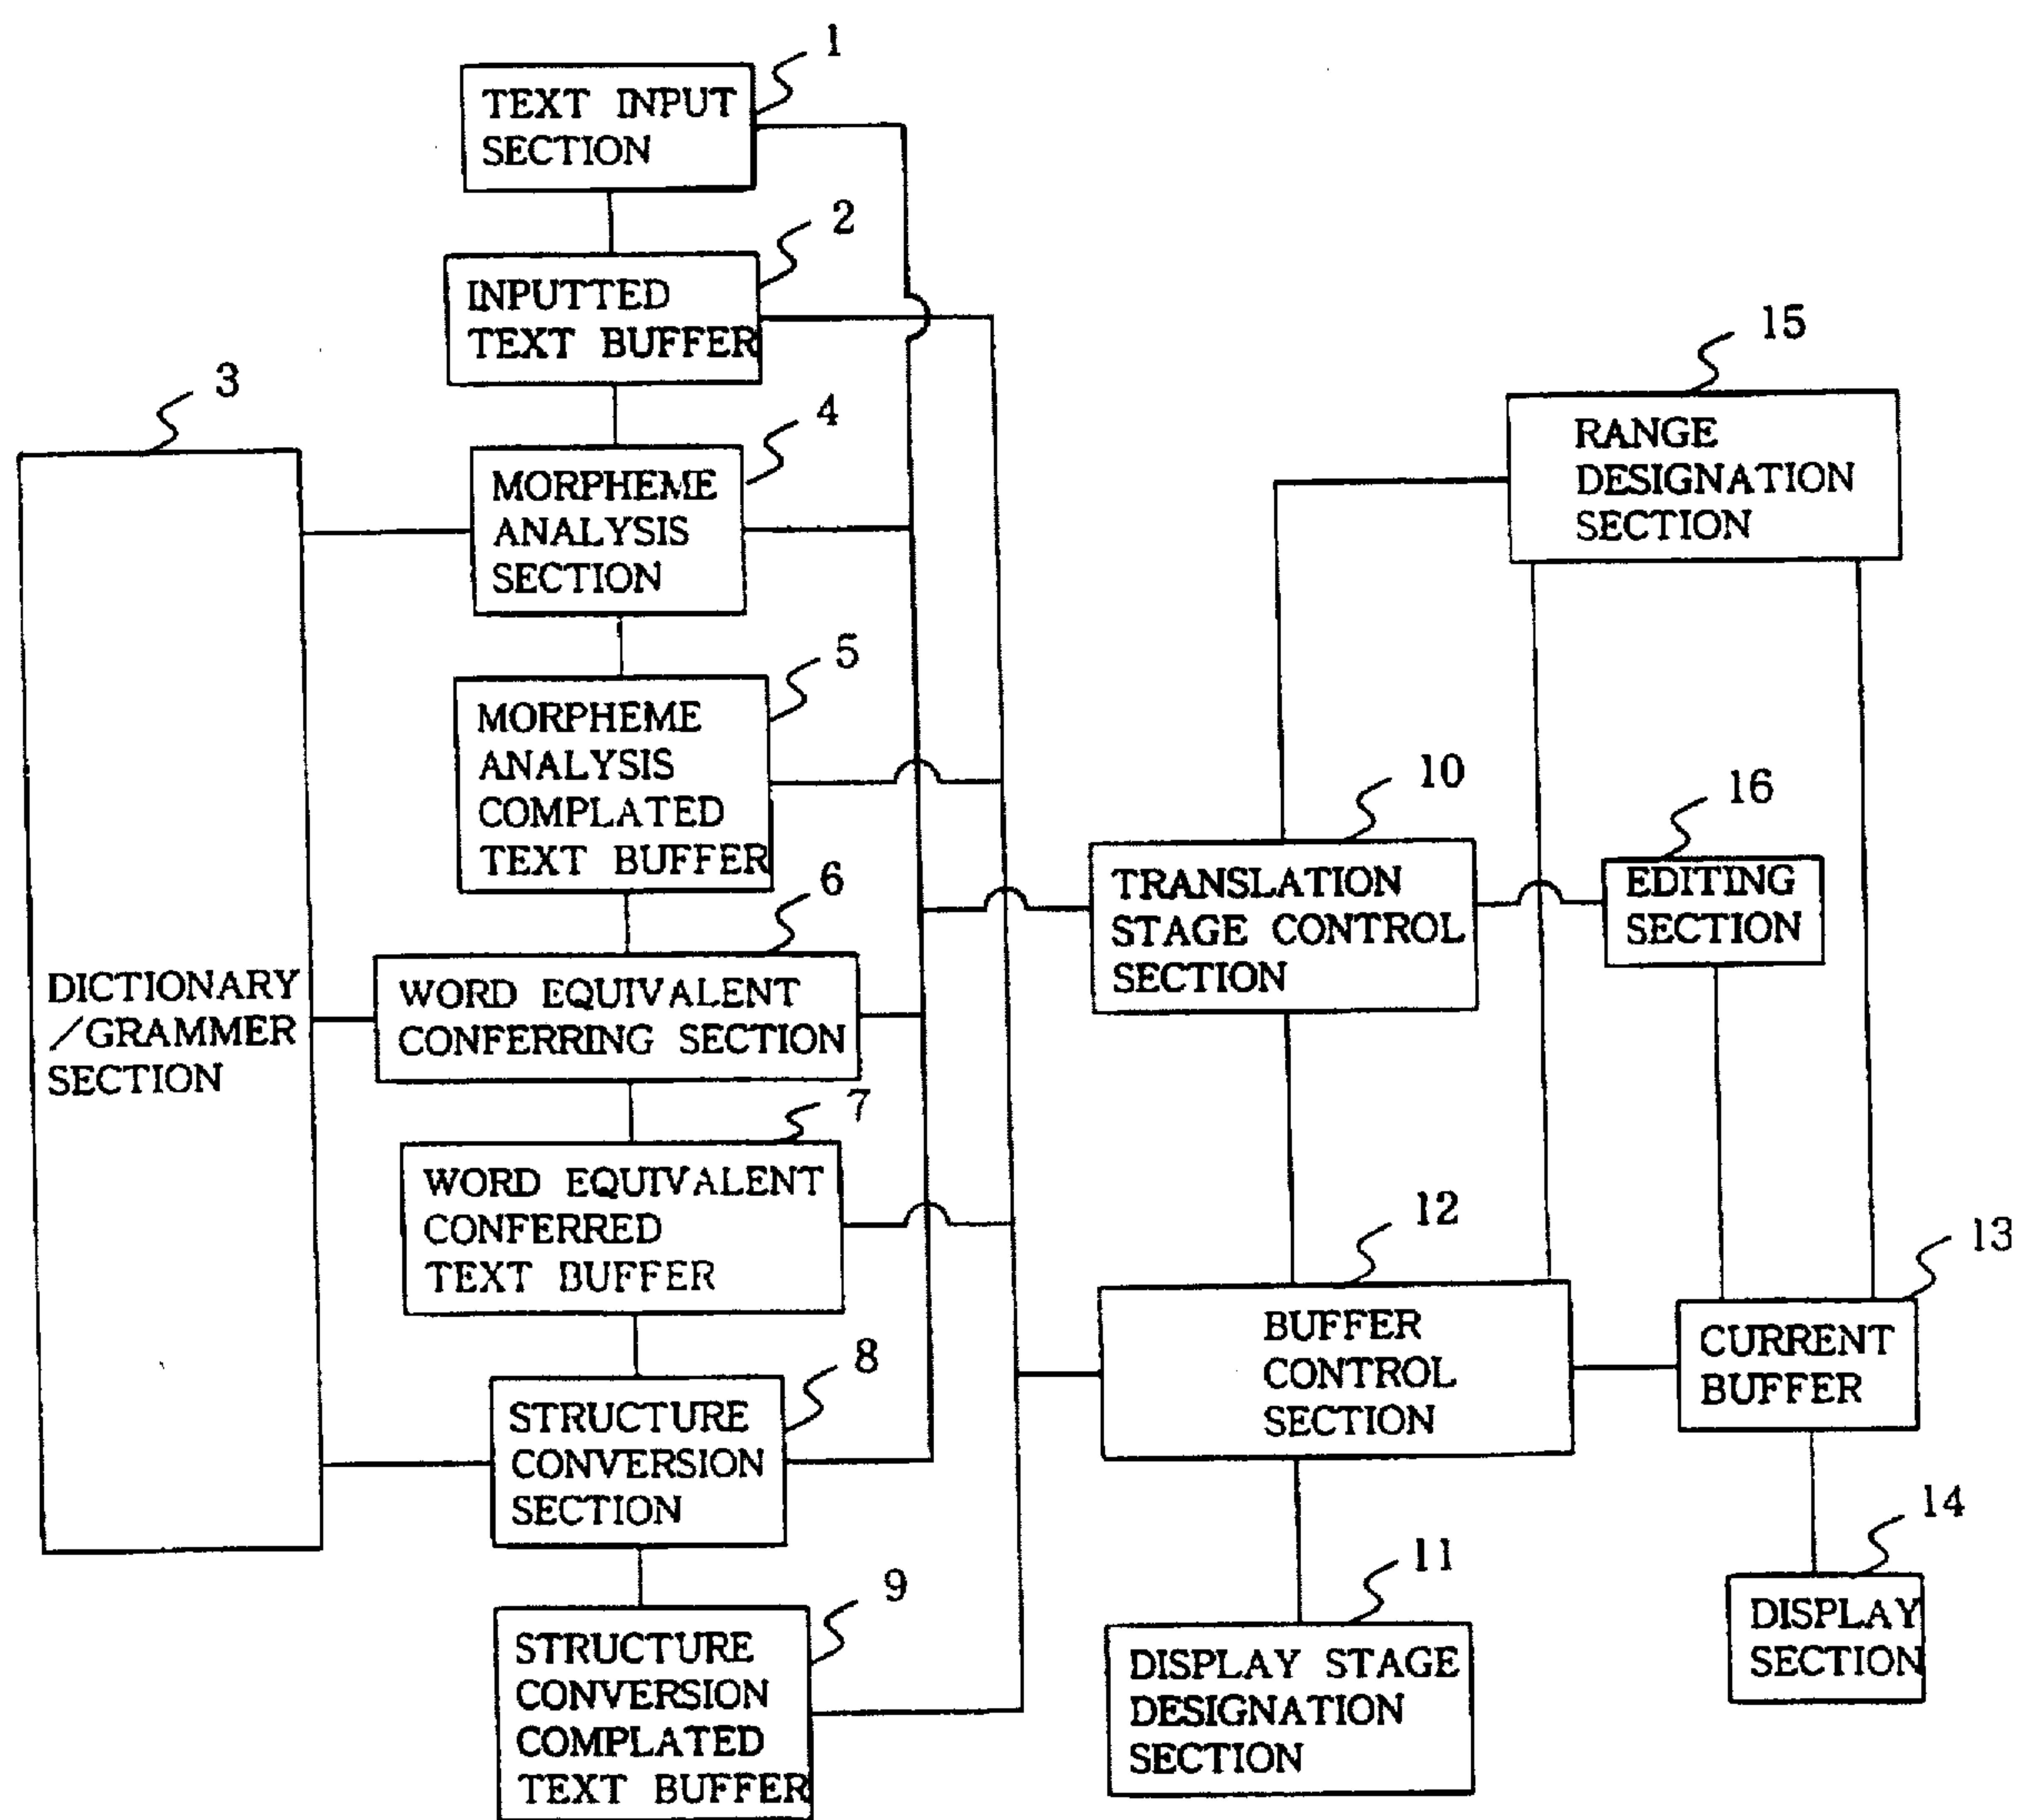 1
TEXT INPUT
SECTION
2
INPUTTED
TEXT BUFFER
3
DICTIONARY
/GRAMMER
SECTION
4
MORPHEME
ANALYSIS
SECTION
5
MORPHEME
ANALYSIS
COMPLATED
TEXT BUFFER
6
WORD EQUIVALENT
CONFERRING SECTION
7
WORD EQUIVALENT
CONFERRED
TEXT BUFFER
8
STRUCTURE
CONVERSION
SECTION
9
STRUCTURE
CONVERSION
COMPLATED
TEXT BUFFER
15
RANGE
DESIGNATION
SECTION
10
TRANSLATION
STAGE CONTROL
SECTION
16
EDITING
SECTION
12
BUFFER
CONTROL
SECTION
13
CURRENT
BUFFER
11
DISPLAY STAGE
DESIGNATION
SECTION
14
DISPLAY
SECTION